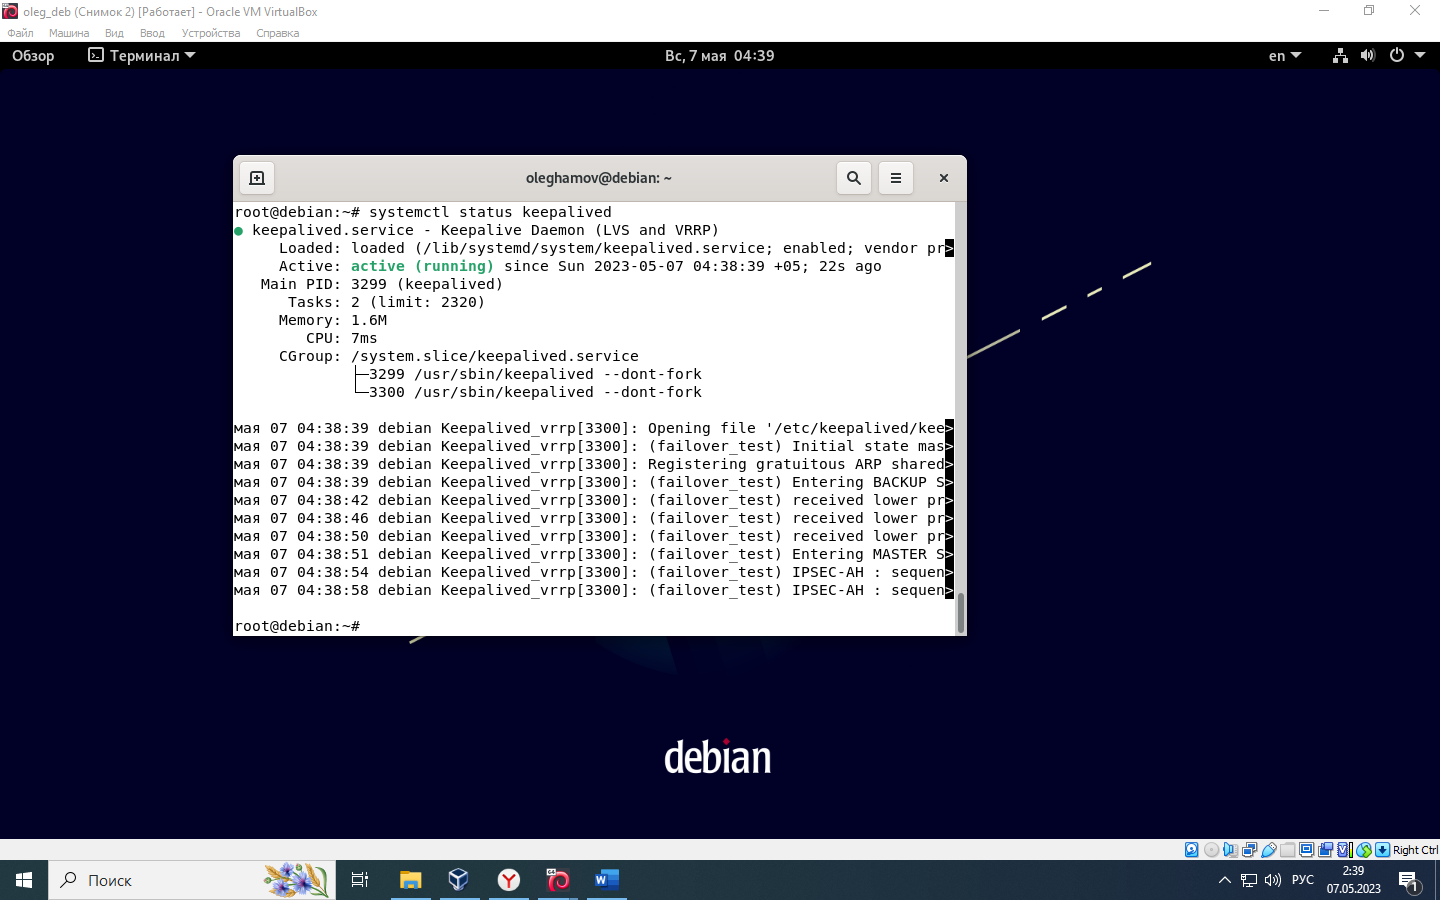 oleg_deb (Снимок 2) [Работает] - Oracle VM VirtualBox
Файл Машина Вид Ввод Устройства Справка
Обзор Терминал Вс, 7 мая 04:39 en
oleghamov@debian: ~
root@debian:~# systemctl status keepalived
● keepalived.service - Keepalive Daemon (LVS and VRRP)
Loaded: loaded (/lib/systemd/system/keepalived.service; enabled; vendor pr>
Active: active (running) since Sun 2023-05-07 04:38:39 +05; 22s ago
Main PID: 3299 (keepalived)
Tasks: 2 (limit: 2320)
Memory: 1.6M
CPU: 7ms
CGroup: /system.slice/keepalived.service
├─3299 /usr/sbin/keepalived --dont-fork
└─3300 /usr/sbin/keepalived --dont-fork
мая 07 04:38:39 debian Keepalived_vrrp[3300]: Opening file '/etc/keepalived/kee>
мая 07 04:38:39 debian Keepalived_vrrp[3300]: (failover_test) Initial state mas>
мая 07 04:38:39 debian Keepalived_vrrp[3300]: Registering gratuitous ARP shared>
мая 07 04:38:39 debian Keepalived_vrrp[3300]: (failover_test) Entering BACKUP S>
мая 07 04:38:42 debian Keepalived_vrrp[3300]: (failover_test) received lower pr>
мая 07 04:38:46 debian Keepalived_vrrp[3300]: (failover_test) received lower pr>
мая 07 04:38:50 debian Keepalived_vrrp[3300]: (failover_test) received lower pr>
мая 07 04:38:51 debian Keepalived_vrrp[3300]: (failover_test) Entering MASTER S>
мая 07 04:38:54 debian Keepalived_vrrp[3300]: (failover_test) IPSEC-AH : sequen>
мая 07 04:38:58 debian Keepalived_vrrp[3300]: (failover_test) IPSEC-AH : sequen>
root@debian:~#
debian
Right Ctrl
Поиск
РУС
2:39
07.05.2023
1